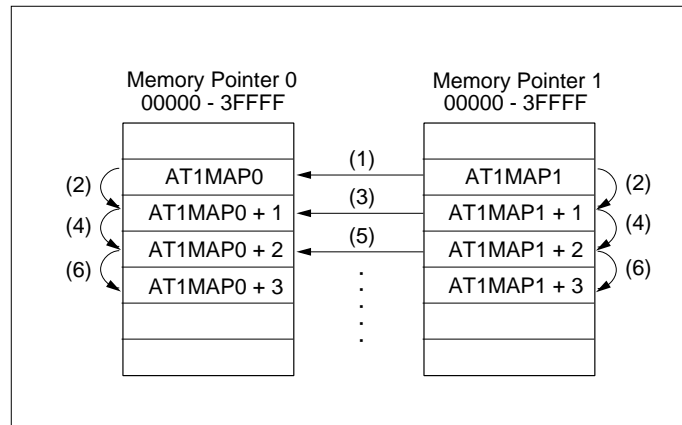 Memory Pointer 0
00000 - 3FFFF
Memory Pointer 1
00000 - 3FFFF
(1)
AT1MAP0
AT1MAP1
(2)
(2)
(3)
AT1MAP0 + 1
AT1MAP1 + 1
(4)
(4)
(5)
AT1MAP0 + 2
AT1MAP1 + 2
(6)
(6)
AT1MAP0 + 3
AT1MAP1 + 3